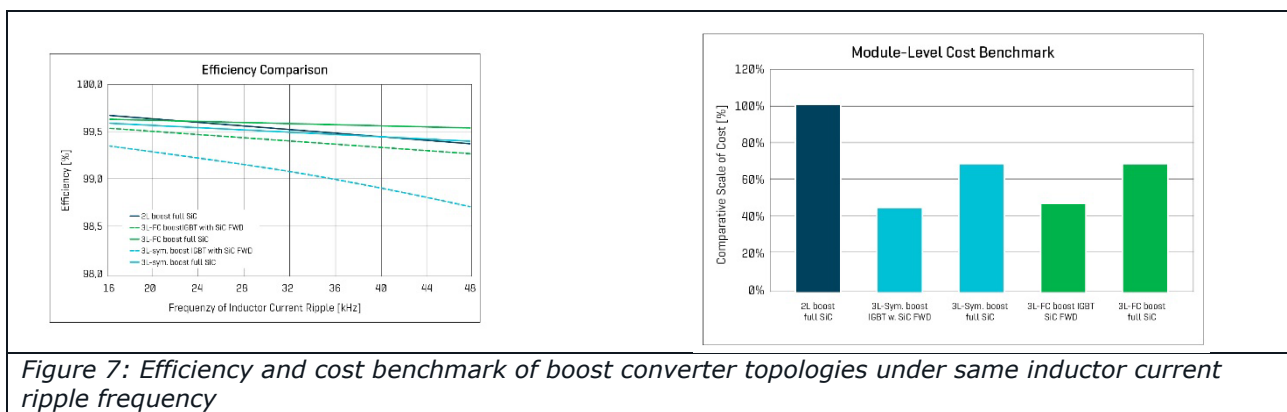 Efficiency Comparison
100,0
99,5
99,0
98,5
98,0
Efficiency [%]
2L boost full SiC
3L-FC boostIGBT with SiC FWD
3L-FC boost full SiC
3L-sym. boost IGBT with SiC FWD
3L-sym. boost full SiC
16 20 24 28 32 36 40 44 48
Frequenzy of Inductor Current Ripple [kHz]
Module-Level Cost Benchmark
120%
100%
80%
60%
40%
20%
0%
Comparative Scale of Cost [%]
2L boost 3L-Sym. boost 3L-Sym. boost 3L-FC boost IGBT 3L-FC boost
full SiC IGBT w. SiC FWD full SiC SiC FWD full SiC
Figure 7: Efficiency and cost benchmark of boost converter topologies under same inductor current
ripple frequency